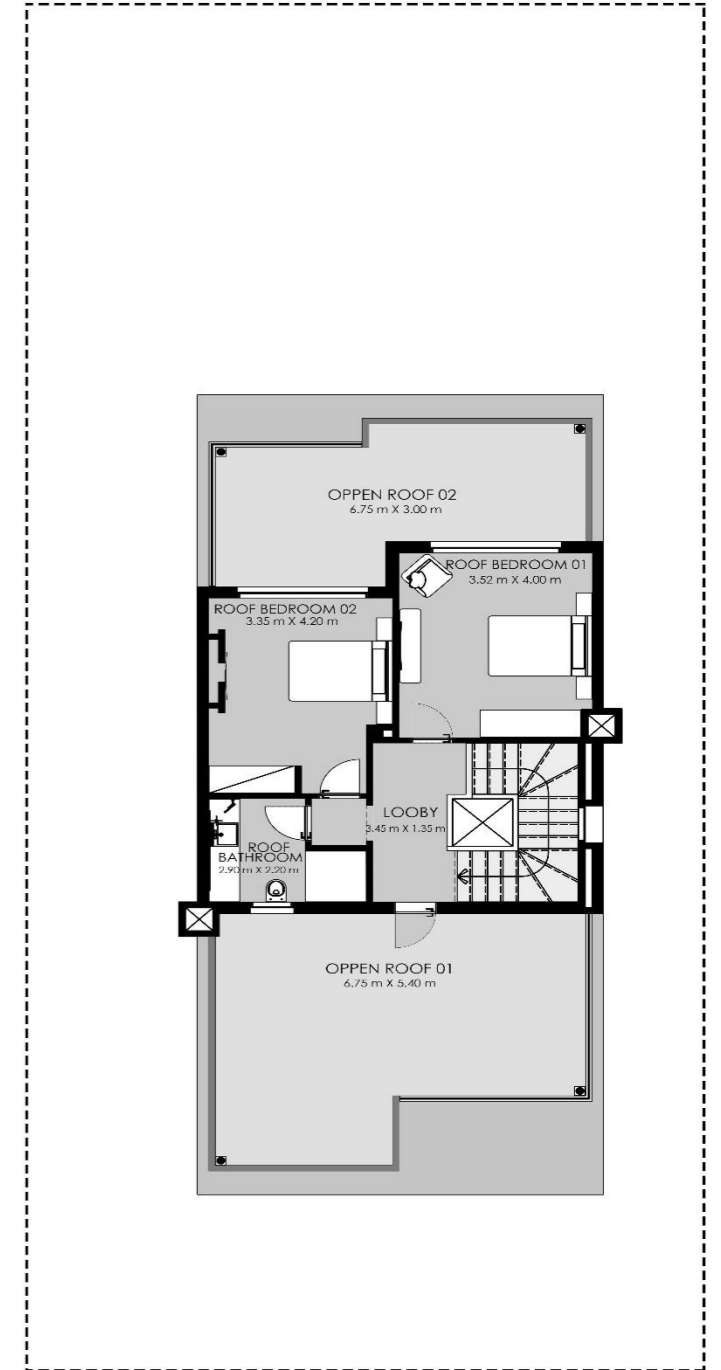 OPPEN ROOF 02
6.75 m X 3.00 m
ROOF BEDROOM 01
3.52 m X 4.00 m
ROOF BEDROOM 02
3.35 m X 4.20 m
LOOBY
3.45 m X 1.35 m
ROOF
BATHROOM
2.90 m X 2.20 m
OPPEN ROOF 01
6.75 m X 5.40 m